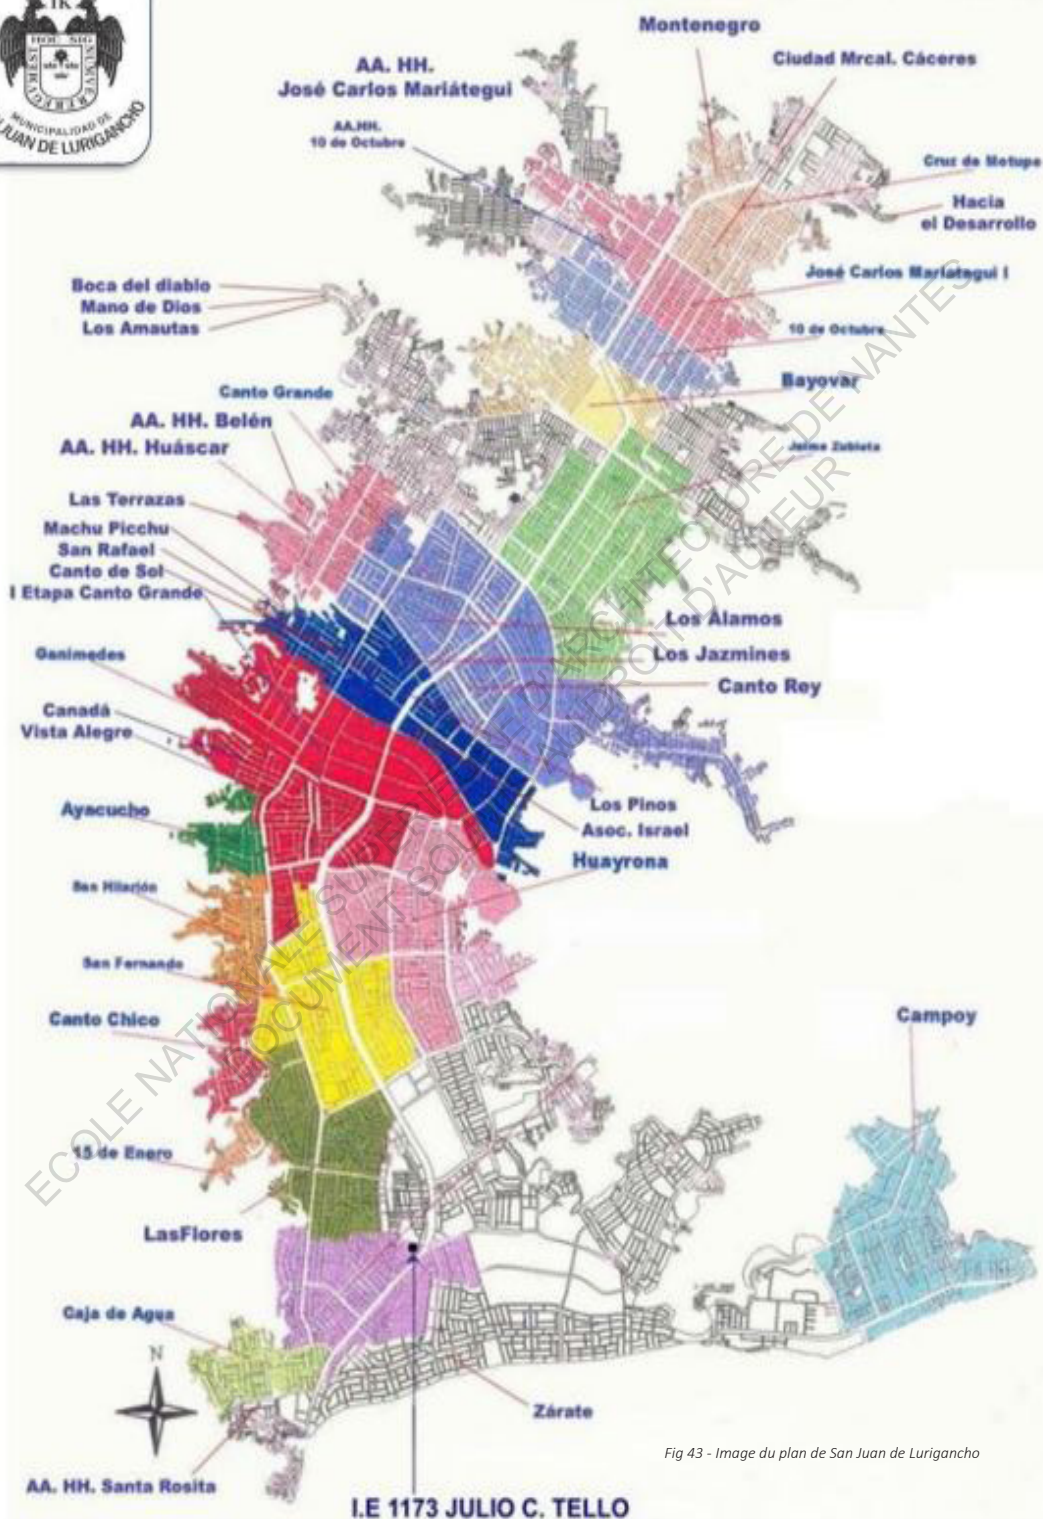 HOC SIG
MUNICIPALIDAD DE
JUAN DE LURIGANCHO
Montenegro
Ciudad Mrcal. Cáceres
AA. HH.
José Carlos Mariátegui
AA.HH.
10 de Octubre
Cruz de Motupe
Hacia
el Desarrollo
José Carlos Mariategui I
Boca del diablo
Mano de Dios
Los Amautas
10 de Octubre
Bayovar
Canto Grande
AA. HH. Belén
AA. HH. Huáscar
Jaime Zubieta
Las Terrazas
Machu Picchu
San Rafael
Canto de Sol
I Etapa Canto Grande
Los Álamos
Ganimedes
Los Jazmines
Canto Rey
Canadá
Vista Alegre
Los Pinos
Ayacucho
Asoc. Israel
Huayrona
San Hilarión
San Fernando
Canto Chico
Campoy
15 de Enero
LasFlores
Caja de Agua
N
Zárate
Fig 43 - Image du plan de San Juan de Lurigancho
AA. HH. Santa Rosita
I.E 1173 JULIO C. TELLO